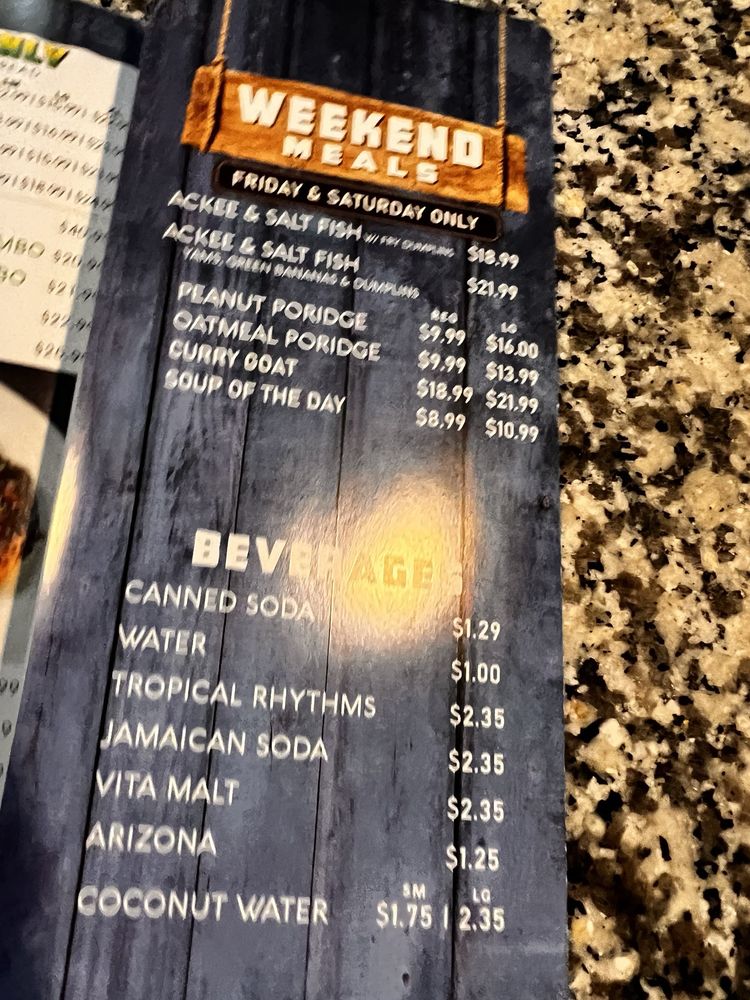 WEEKEND
MEALS
FRIDAY & SATURDAY ONLY
ACKEE & SALT FISH W/ FRY DUMPLING $18.99
ACKEE & SALT FISH $21.99
YAMS, GREEN BANANAS & DUMPLINS
REG LG
PEANUT PORIDGE $9.99 $16.00
OATMEAL PORIDGE $9.99 $13.99
CURRY GOAT $18.99 $21.99
SOUP OF THE DAY $8.99 $10.99
BEVERAGES
CANNED SODA $1.29
WATER $1.00
TROPICAL RHYTHMS $2.35
JAMAICAN SODA $2.35
VITA MALT $2.35
ARIZONA $1.25
SM LG
COCONUT WATER $1.75 | 2.35